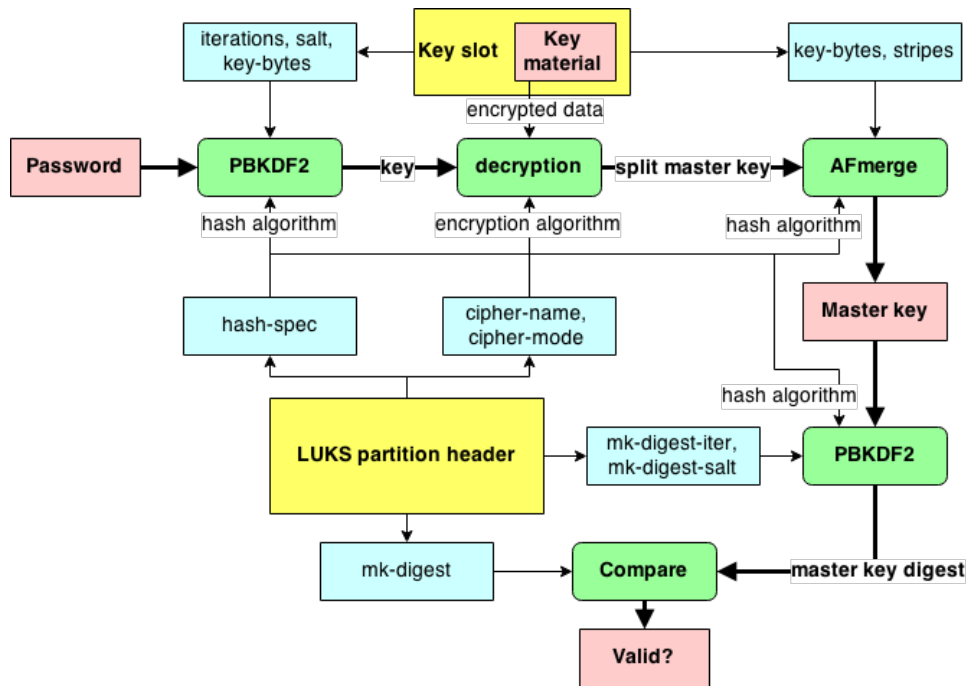 iterations, salt,
key-bytes
Key slot
Key
material
key-bytes, stripes
encrypted data
Password
PBKDF2
key
decryption
split master key
AFmerge
hash algorithm
encryption algorithm
hash algorithm
hash-spec
cipher-name,
cipher-mode
Master key
hash algorithm
LUKS partition header
mk-digest-iter,
mk-digest-salt
PBKDF2
mk-digest
Compare
master key digest
Valid?